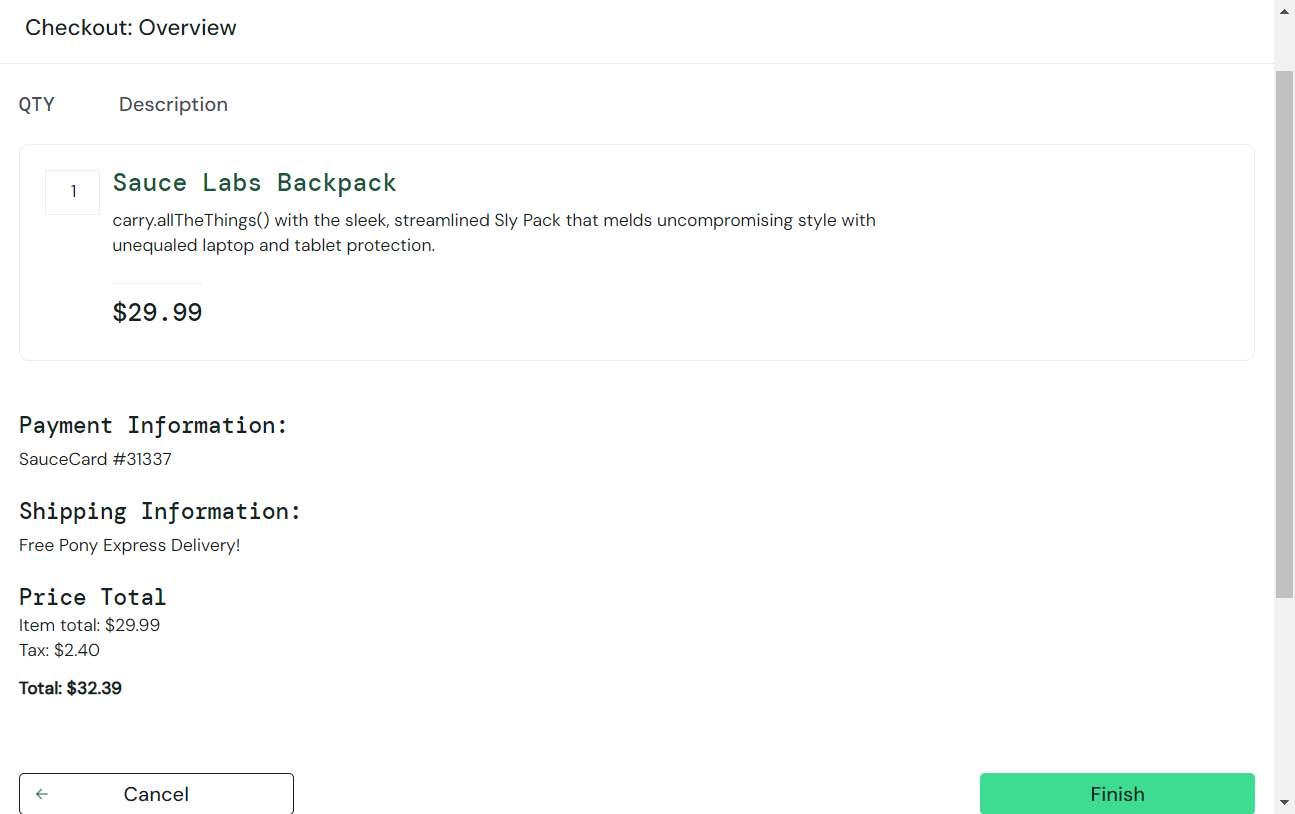 Checkout: Overview
QTY Description
1 Sauce Labs Backpack
carry.allTheThings() with the sleek, streamlined Sly Pack that melds uncompromising style with
unequaled laptop and tablet protection.
$29.99
Payment Information:
SauceCard #31337
Shipping Information:
Free Pony Express Delivery!
Price Total
Item total: $29.99
Tax: $2.40
Total: $32.39
Cancel Finish